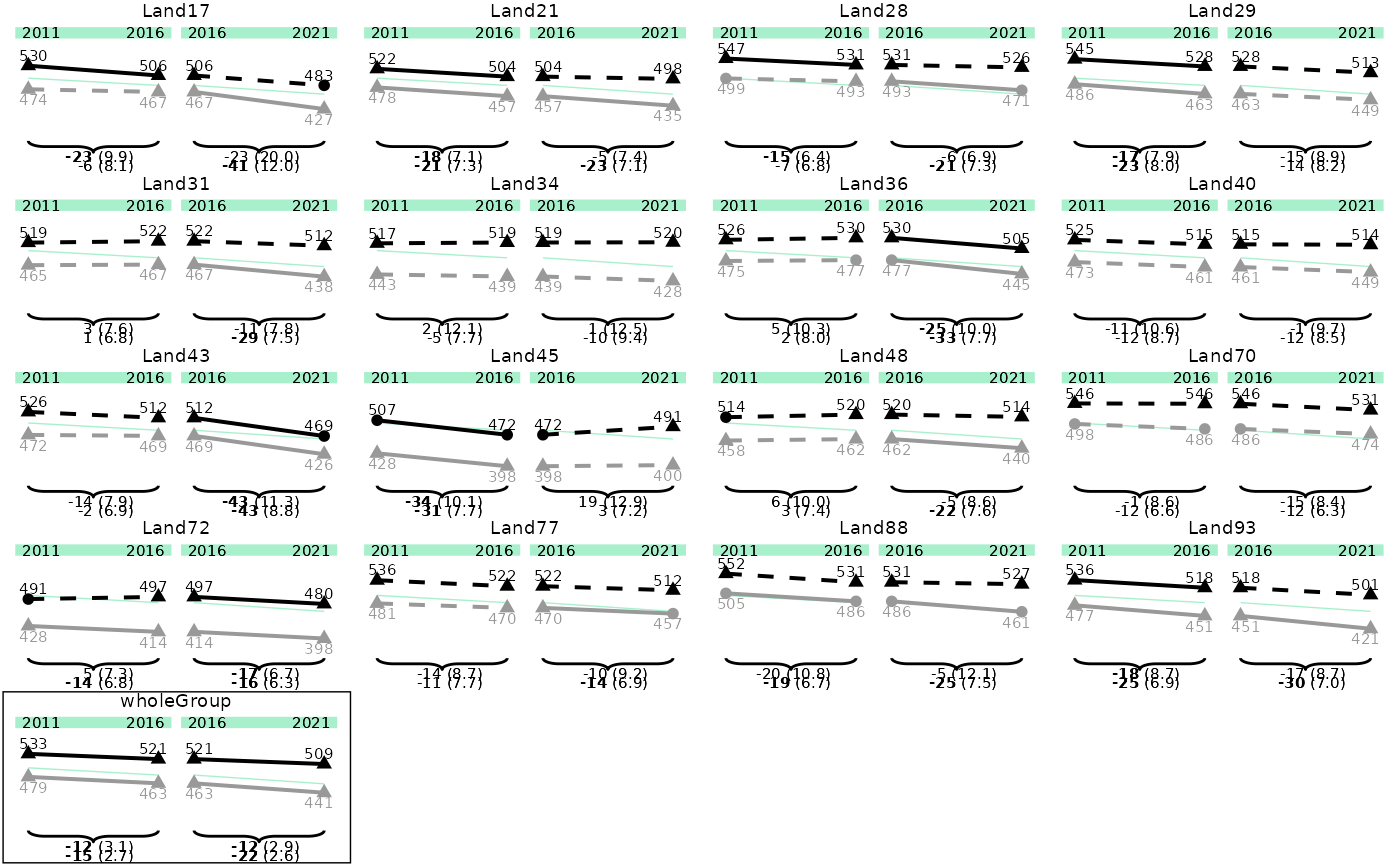 Land17
2011 2016 2016 2021
530 506 506 483
474 467 467 427
-23 (9.9) -23 (20.0)
-6 (8.1) -41 (12.0)
Land21
2011 2016 2016 2021
522 504 504 498
478 457 457 435
-18 (7.1) -5 (7.4)
-21 (7.3) -23 (7.1)
Land28
2011 2016 2016 2021
547 531 531 526
499 493 493 471
-15 (6.4) -6 (6.9)
-7 (6.8) -21 (7.3)
Land29
2011 2016 2016 2021
545 528 528 513
486 463 463 449
-17 (7.9) -15 (8.9)
-23 (8.0) -14 (8.2)
Land31
2011 2016 2016 2021
519 522 522 512
465 467 467 438
3 (7.6) -11 (7.8)
1 (6.8) -29 (7.5)
Land34
2011 2016 2016 2021
517 519 519 520
443 439 439 428
2 (12.1) 1 (12.5)
-5 (7.7) -10 (9.4)
Land36
2011 2016 2016 2021
526 530 530 505
475 477 477 445
5 (10.3) -25 (10.0)
2 (8.0) -33 (7.7)
Land40
2011 2016 2016 2021
525 515 515 514
473 461 461 449
-11 (10.6) -1 (9.7)
-12 (8.7) -12 (8.5)
Land43
2011 2016 2016 2021
526 512 512 469
472 469 469 426
-14 (7.9) -43 (11.3)
-2 (6.9) -43 (8.8)
Land45
2011 2016 2016 2021
507 472 472 491
428 398 398 400
-34 (10.1) 19 (12.9)
-31 (7.7) 3 (7.2)
Land48
2011 2016 2016 2021
514 520 520 514
458 462 462 440
6 (10.0) -5 (8.6)
3 (7.4) -22 (7.6)
Land70
2011 2016 2016 2021
546 546 546 531
498 486 486 474
-1 (8.6) -15 (8.4)
-12 (6.6) -12 (6.3)
Land72
2011 2016 2016 2021
491 497 497 480
428 414 414 398
5 (7.3) -17 (6.7)
-14 (6.8) -16 (6.3)
Land77
2011 2016 2016 2021
536 522 522 512
481 470 470 457
-14 (8.7) -10 (9.2)
-11 (7.7) -14 (6.9)
Land88
2011 2016 2016 2021
552 531 531 527
505 486 486 461
-20 (10.8) -5 (12.1)
-19 (6.7) -25 (7.5)
Land93
2011 2016 2016 2021
536 518 518 501
477 451 451 421
-18 (8.7) -17 (8.7)
-25 (6.9) -30 (7.0)
wholeGroup
2011 2016 2016 2021
533 521 521 509
479 463 463 441
-12 (3.1) -12 (2.9)
-15 (2.7) -22 (2.6)